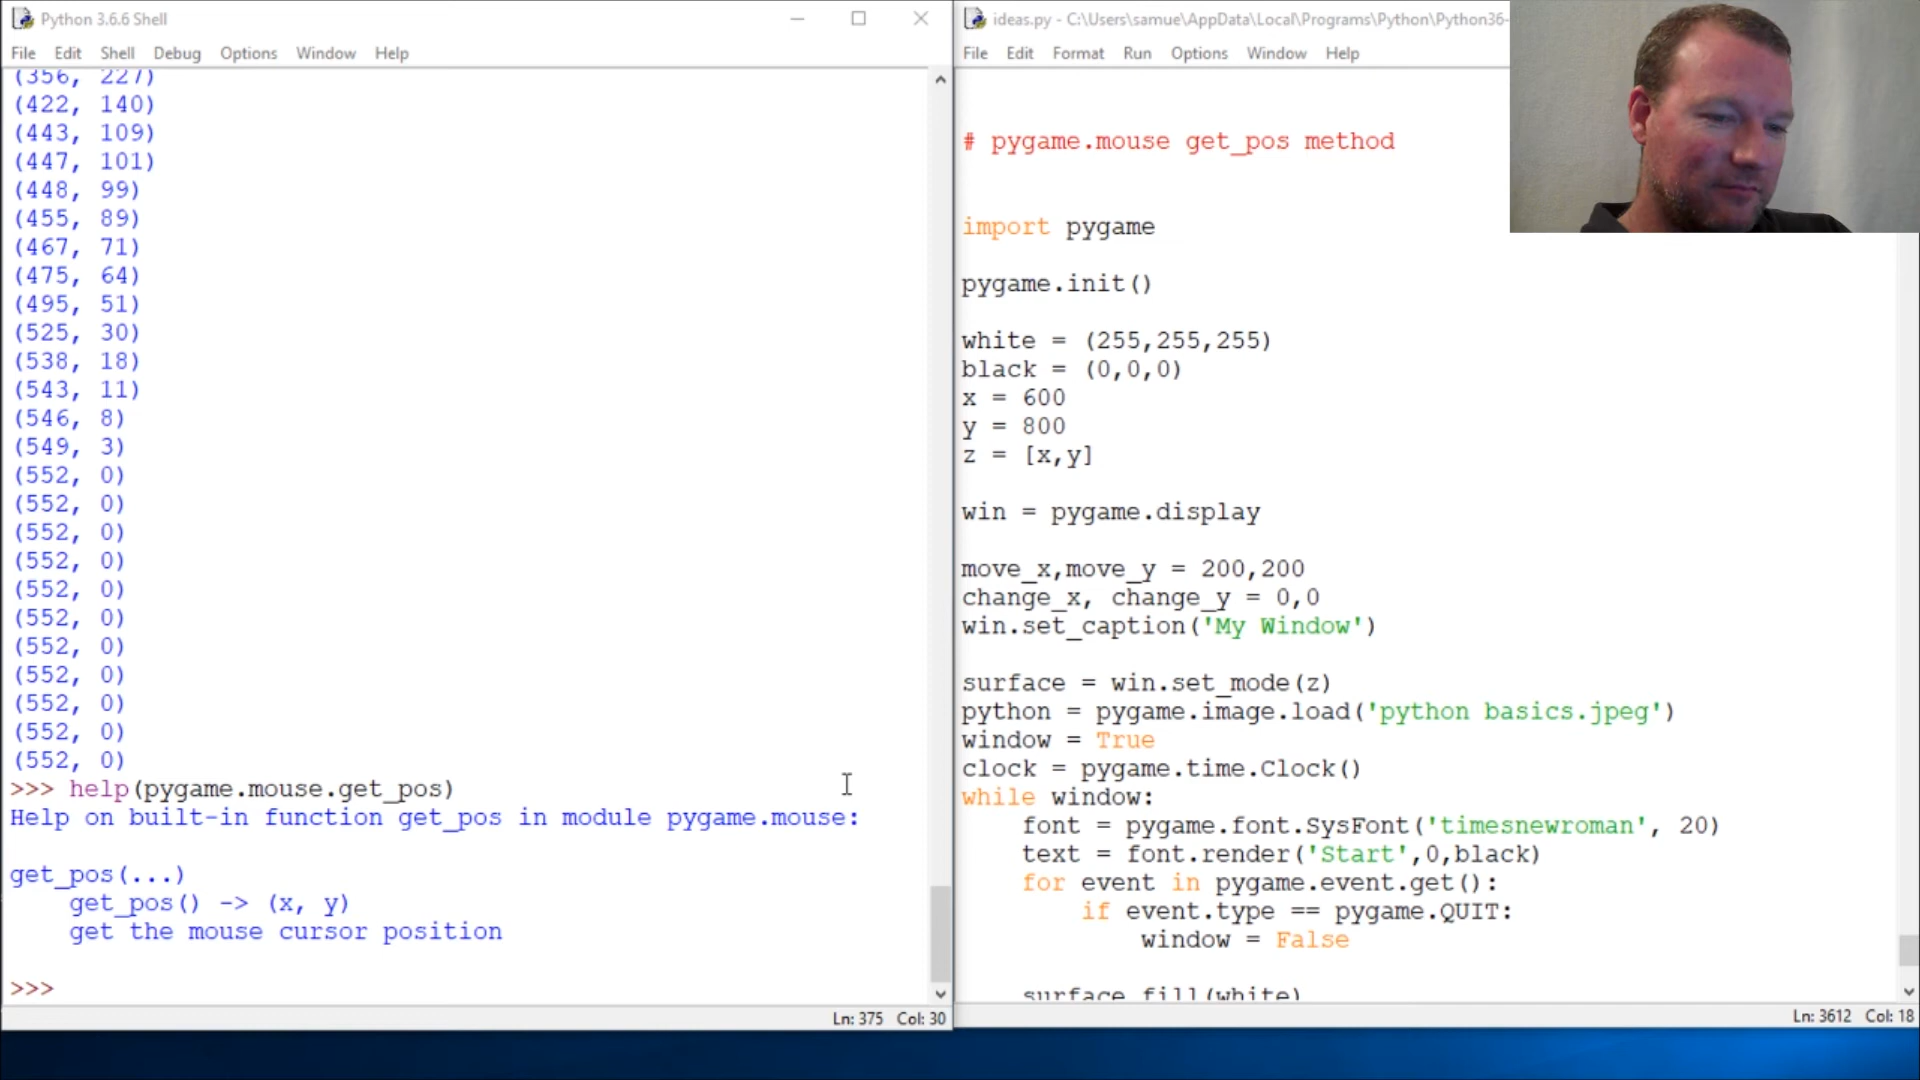 Python 3.6.6 Shell
File Edit Shell Debug Options Window Help
(356, 227)
(422, 140)
(443, 109)
(447, 101)
(448, 99)
(455, 89)
(467, 71)
(475, 64)
(495, 51)
(525, 30)
(538, 18)
(543, 11)
(546, 8)
(549, 3)
(552, 0)
(552, 0)
(552, 0)
(552, 0)
(552, 0)
(552, 0)
(552, 0)
(552, 0)
(552, 0)
(552, 0)
(552, 0)
>>> help(pygame.mouse.get_pos)
Help on built-in function get_pos in module pygame.mouse:
get_pos(...)
get_pos() -> (x, y)
get the mouse cursor position
>>>
Ln: 375 Col: 30
ideas.py - C:\Users\samue\AppData\Local\Programs\Python\Python36-
File Edit Format Run Options Window Help
# pygame.mouse get_pos method
import pygame
pygame.init()
white = (255,255,255)
black = (0,0,0)
x = 600
y = 800
z = [x,y]
win = pygame.display
move_x,move_y = 200,200
change_x, change_y = 0,0
win.set_caption('My Window')
surface = win.set_mode(z)
python = pygame.image.load('python basics.jpeg')
window = True
clock = pygame.time.Clock()
while window:
font = pygame.font.SysFont('timesnewroman', 20)
text = font.render('Start',0,black)
for event in pygame.event.get():
if event.type == pygame.QUIT:
window = False
surface.fill(white)
Ln: 3612 Col: 18